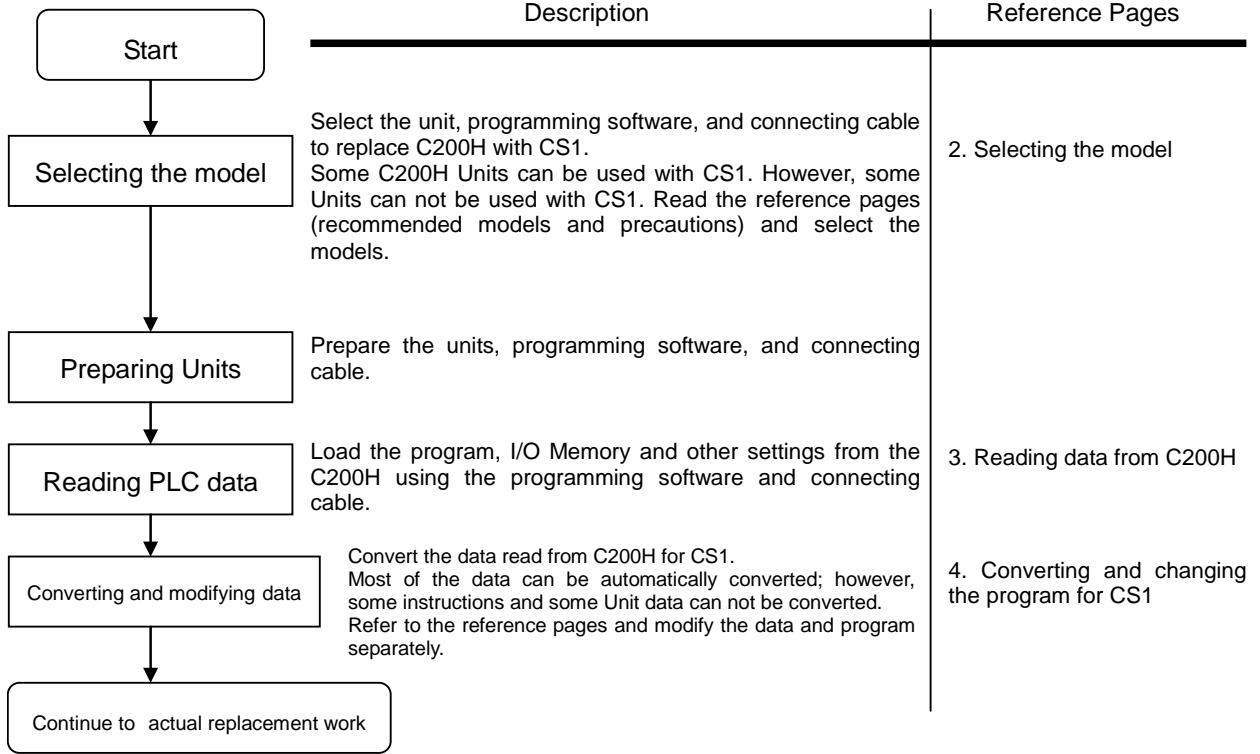 Description
Reference Pages
Start
Selecting the model
Select the unit, programming software, and connecting cable
to replace C200H with CS1.
Some C200H Units can be used with CS1. However, some
Units can not be used with CS1. Read the reference pages
(recommended models and precautions) and select the
models.
2. Selecting the model
Preparing Units
Prepare the units, programming software, and connecting
cable.
Reading PLC data
Load the program, I/O Memory and other settings from the
C200H using the programming software and connecting
cable.
3. Reading data from C200H
Converting and modifying data
Convert the data read from C200H for CS1.
Most of the data can be automatically converted; however,
some instructions and some Unit data can not be converted.
Refer to the reference pages and modify the data and program
separately.
4. Converting and changing
the program for CS1
Continue to actual replacement work